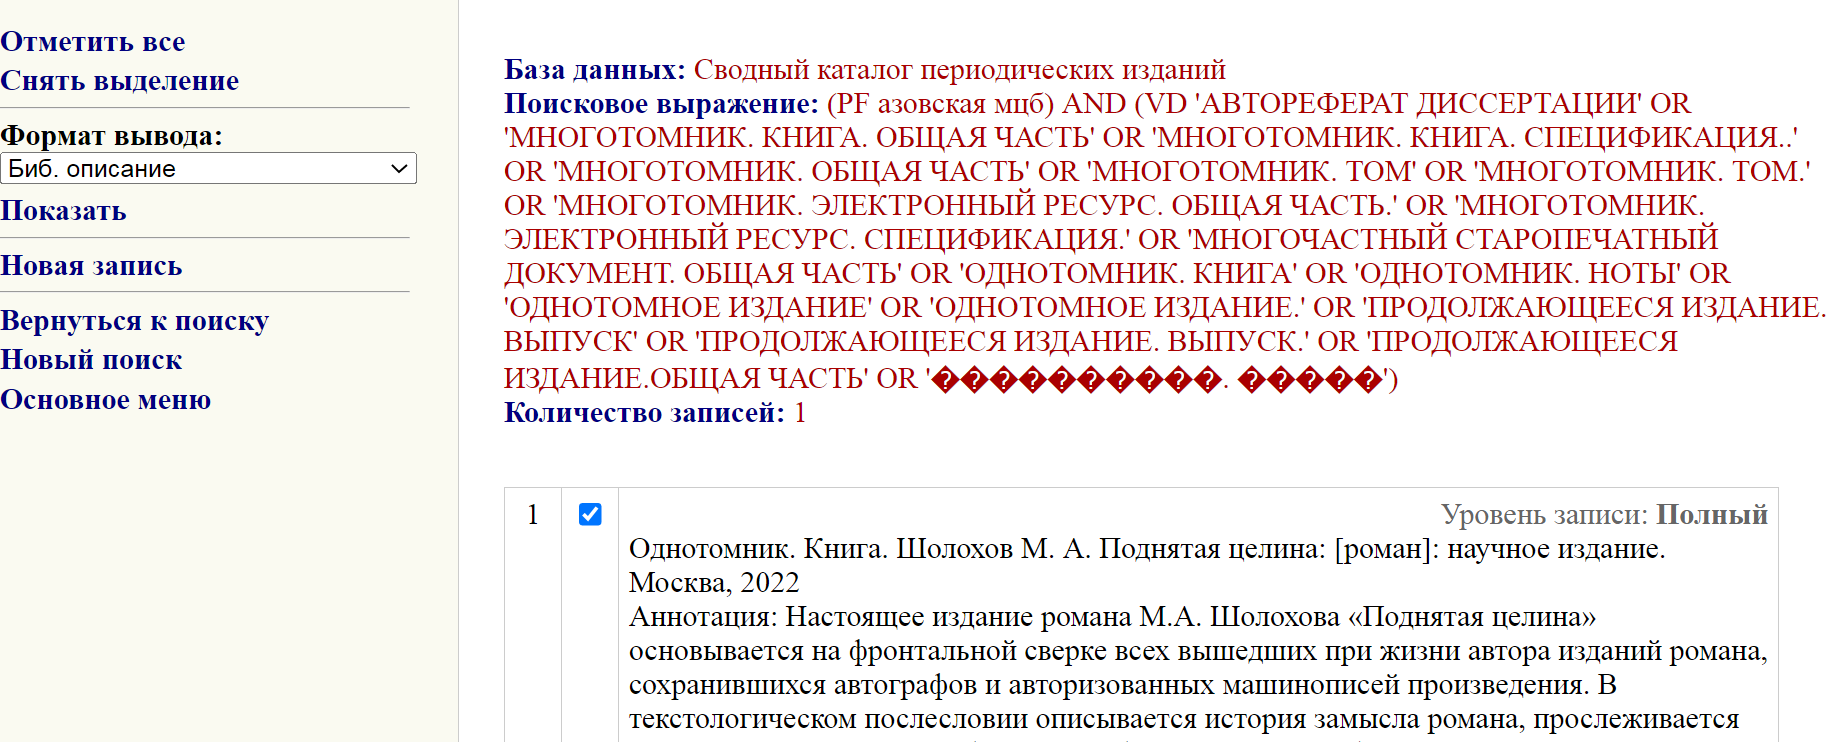 Отметить все
Снять выделение
Формат вывода:
Биб. описание
Показать
Новая запись
Вернуться к поиску
Новый поиск
Основное меню
База данных: Сводный каталог периодических изданий
Поисковое выражение: (PF азовская мцб) AND (VD 'АВТОРЕФЕРАТ ДИССЕРТАЦИИ' OR
'МНОГОТОМНИК. КНИГА. ОБЩАЯ ЧАСТЬ' OR 'МНОГОТОМНИК. КНИГА. СПЕЦИФИКАЦИЯ..'
OR 'МНОГОТОМНИК. ОБЩАЯ ЧАСТЬ' OR 'МНОГОТОМНИК. ТОМ' OR 'МНОГОТОМНИК. ТОМ.'
OR 'МНОГОТОМНИК. ЭЛЕКТРОННЫЙ РЕСУРС. ОБЩАЯ ЧАСТЬ.' OR 'МНОГОТОМНИК.
ЭЛЕКТРОННЫЙ РЕСУРС. СПЕЦИФИКАЦИЯ.' OR 'МНОГОЧАСТНЫЙ СТАРОПЕЧАТНЫЙ
ДОКУМЕНТ. ОБЩАЯ ЧАСТЬ' OR 'ОДНОТОМНИК. КНИГА' OR 'ОДНОТОМНИК. НОТЫ' OR
'ОДНОТОМНОЕ ИЗДАНИЕ' OR 'ОДНОТОМНОЕ ИЗДАНИЕ.' OR 'ПРОДОЛЖАЮЩЕЕСЯ ИЗДАНИЕ.
ВЫПУСК' OR 'ПРОДОЛЖАЮЩЕЕСЯ ИЗДАНИЕ. ВЫПУСК.' OR 'ПРОДОЛЖАЮЩЕЕСЯ
ИЗДАНИЕ.ОБЩАЯ ЧАСТЬ' OR '����������. �����')
Количество записей: 1
1
Уровень записи: Полный
Однотомник. Книга. Шолохов М. А. Поднятая целина: [роман]: научное издание.
Москва, 2022
Аннотация: Настоящее издание романа М.А. Шолохова «Поднятая целина»
основывается на фронтальной сверке всех вышедших при жизни автора изданий романа,
сохранившихся автографов и авторизованных машинописей произведения. В
текстологическом послесловии описывается история замысла романа, прослеживается